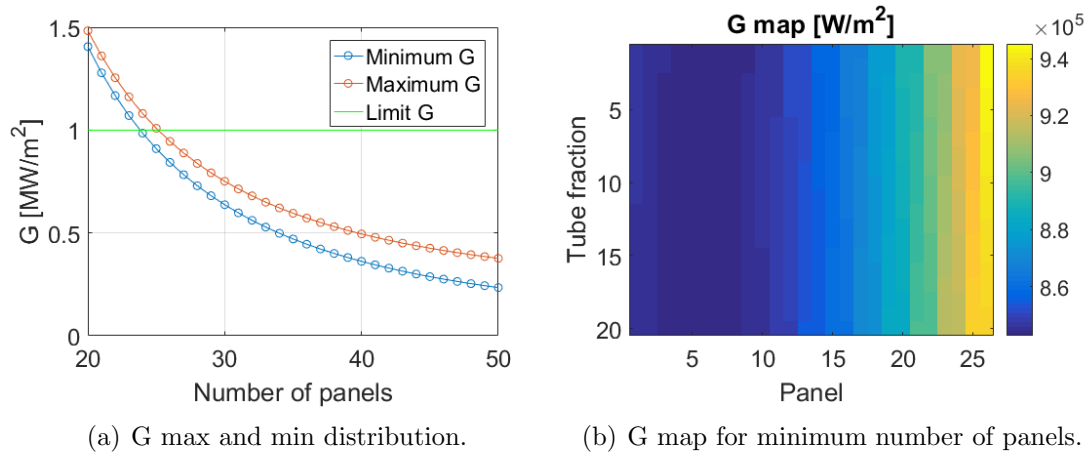 1.5
1
0.5
0
G [MW/m²]
20
30
40
50
Number of panels
Minimum G
Maximum G
Limit G
(a) G max and min distribution.
G map [W/m²]
×10⁵
5
10
15
20
Tube fraction
5
10
15
20
25
Panel
9.4
9.2
9
8.8
8.6
(b) G map for minimum number of panels.